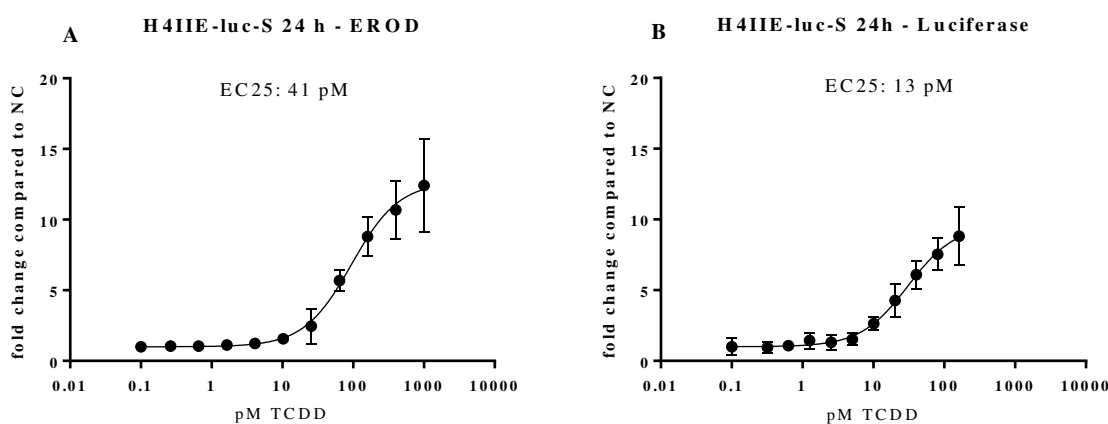 A
H4IIE-luc-S 24 h - EROD
EC25: 41 pM
fold change compared to NC
20
15
10
5
0
0.01 0.1 1 10 100 1000 10000
pM TCDD
B
H4IIE-luc-S 24h - Luciferase
EC25: 13 pM
fold change compared to NC
20
15
10
5
0
0.01 0.1 1 10 100 1000 10000
pM TCDD